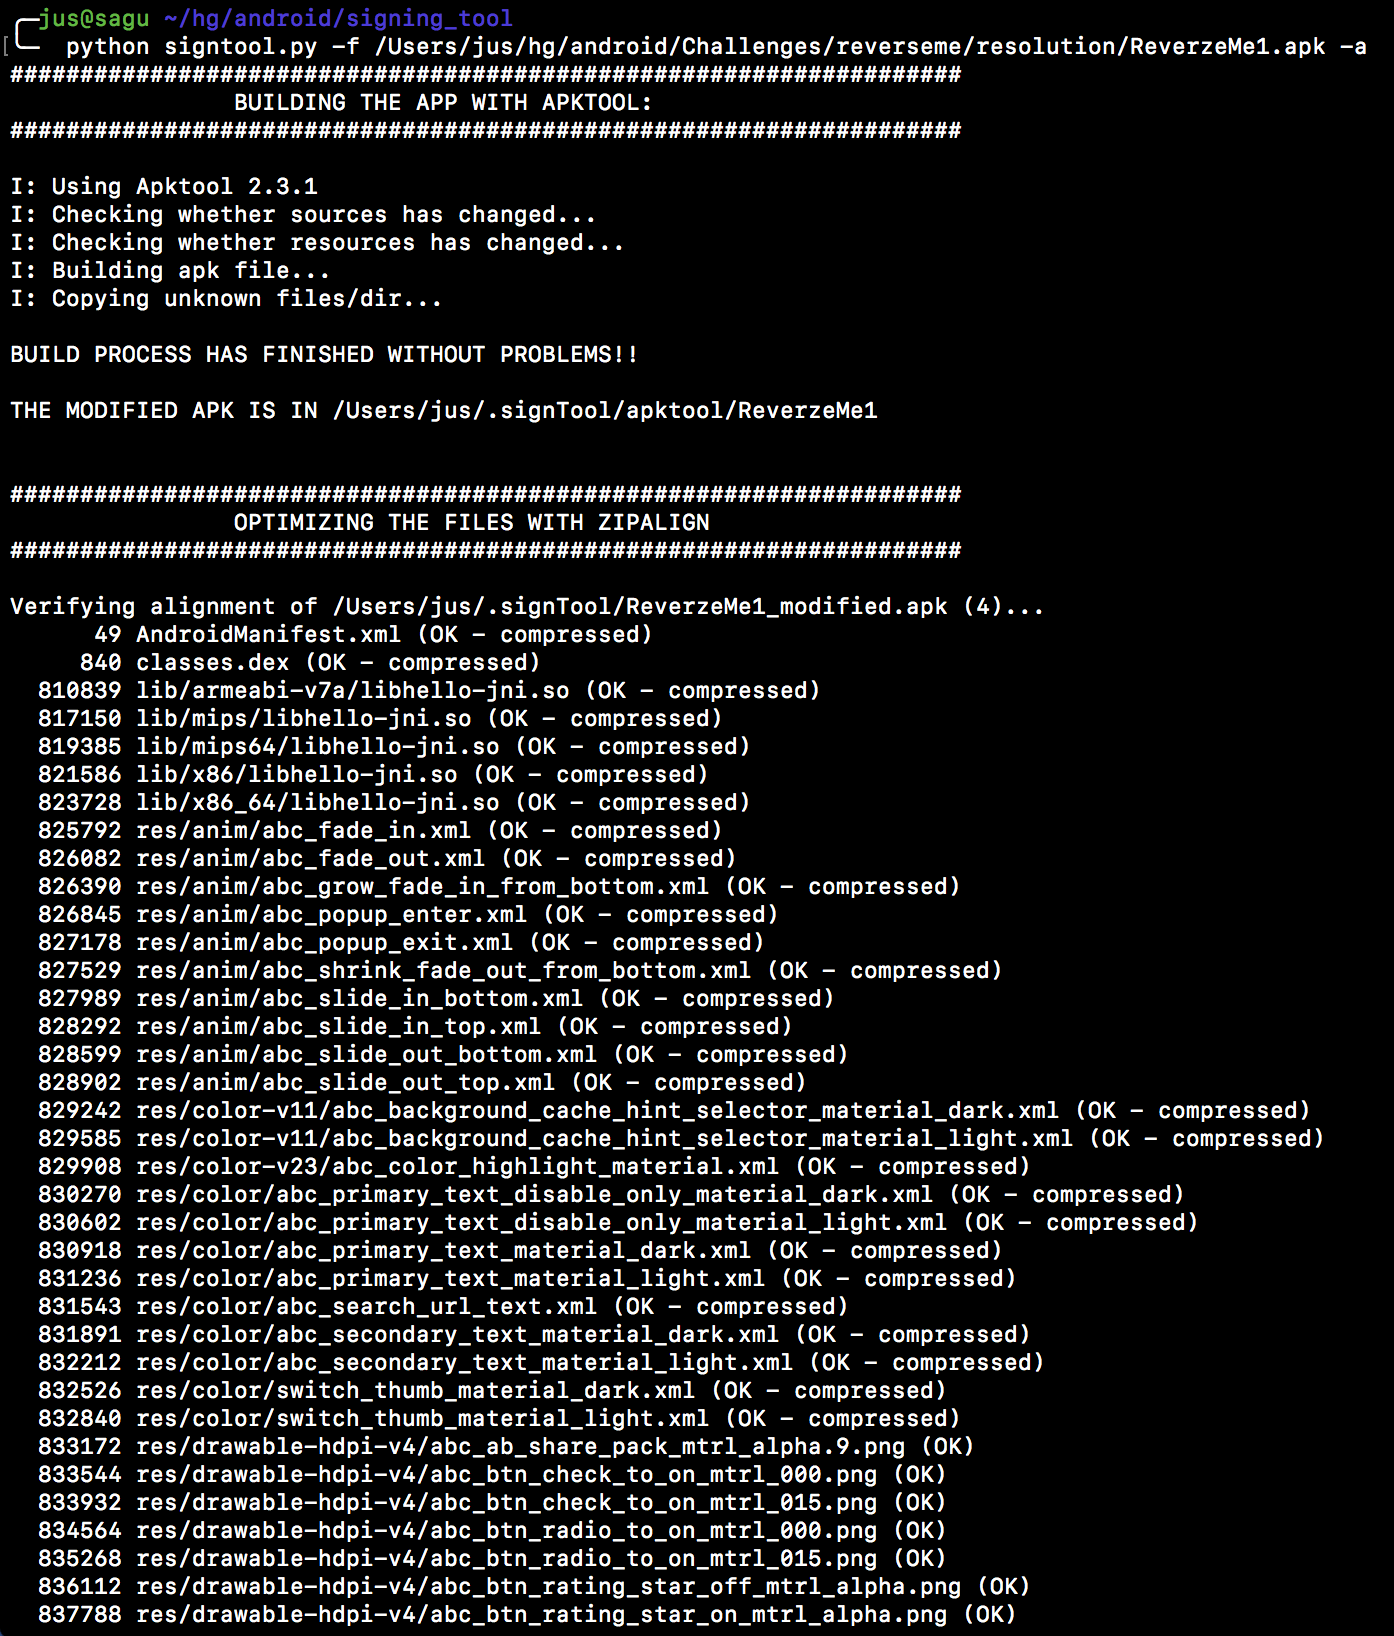 jus@sagu ~/hg/android/signing_tool
python signtool.py -f /Users/jus/hg/android/Challenges/reverseme/resolution/ReverzeMe1.apk -a
####################################################################
BUILDING THE APP WITH APKTOOL:
####################################################################
I: Using Apktool 2.3.1
I: Checking whether sources has changed...
I: Checking whether resources has changed...
I: Building apk file...
I: Copying unknown files/dir...
BUILD PROCESS HAS FINISHED WITHOUT PROBLEMS!!
THE MODIFIED APK IS IN /Users/jus/.signTool/apktool/ReverzeMe1
####################################################################
OPTIMIZING THE FILES WITH ZIPALIGN
####################################################################
Verifying alignment of /Users/jus/.signTool/ReverzeMe1_modified.apk (4)...
49 AndroidManifest.xml (OK - compressed)
840 classes.dex (OK - compressed)
810839 lib/armeabi-v7a/libhello-jni.so (OK - compressed)
817150 lib/mips/libhello-jni.so (OK - compressed)
819385 lib/mips64/libhello-jni.so (OK - compressed)
821586 lib/x86/libhello-jni.so (OK - compressed)
823728 lib/x86_64/libhello-jni.so (OK - compressed)
825792 res/anim/abc_fade_in.xml (OK - compressed)
826082 res/anim/abc_fade_out.xml (OK - compressed)
826390 res/anim/abc_grow_fade_in_from_bottom.xml (OK - compressed)
826845 res/anim/abc_popup_enter.xml (OK - compressed)
827178 res/anim/abc_popup_exit.xml (OK - compressed)
827529 res/anim/abc_shrink_fade_out_from_bottom.xml (OK - compressed)
827989 res/anim/abc_slide_in_bottom.xml (OK - compressed)
828292 res/anim/abc_slide_in_top.xml (OK - compressed)
828599 res/anim/abc_slide_out_bottom.xml (OK - compressed)
828902 res/anim/abc_slide_out_top.xml (OK - compressed)
829242 res/color-v11/abc_background_cache_hint_selector_material_dark.xml (OK - compressed)
829585 res/color-v11/abc_background_cache_hint_selector_material_light.xml (OK - compressed)
829908 res/color-v23/abc_color_highlight_material.xml (OK - compressed)
830270 res/color/abc_primary_text_disable_only_material_dark.xml (OK - compressed)
830602 res/color/abc_primary_text_disable_only_material_light.xml (OK - compressed)
830918 res/color/abc_primary_text_material_dark.xml (OK - compressed)
831236 res/color/abc_primary_text_material_light.xml (OK - compressed)
831543 res/color/abc_search_url_text.xml (OK - compressed)
831891 res/color/abc_secondary_text_material_dark.xml (OK - compressed)
832212 res/color/abc_secondary_text_material_light.xml (OK - compressed)
832526 res/color/switch_thumb_material_dark.xml (OK - compressed)
832840 res/color/switch_thumb_material_light.xml (OK - compressed)
833172 res/drawable-hdpi-v4/abc_ab_share_pack_mtrl_alpha.9.png (OK)
833544 res/drawable-hdpi-v4/abc_btn_check_to_on_mtrl_000.png (OK)
833932 res/drawable-hdpi-v4/abc_btn_check_to_on_mtrl_015.png (OK)
834564 res/drawable-hdpi-v4/abc_btn_radio_to_on_mtrl_000.png (OK)
835268 res/drawable-hdpi-v4/abc_btn_radio_to_on_mtrl_015.png (OK)
836112 res/drawable-hdpi-v4/abc_btn_rating_star_off_mtrl_alpha.png (OK)
837788 res/drawable-hdpi-v4/abc_btn_rating_star_on_mtrl_alpha.png (OK)